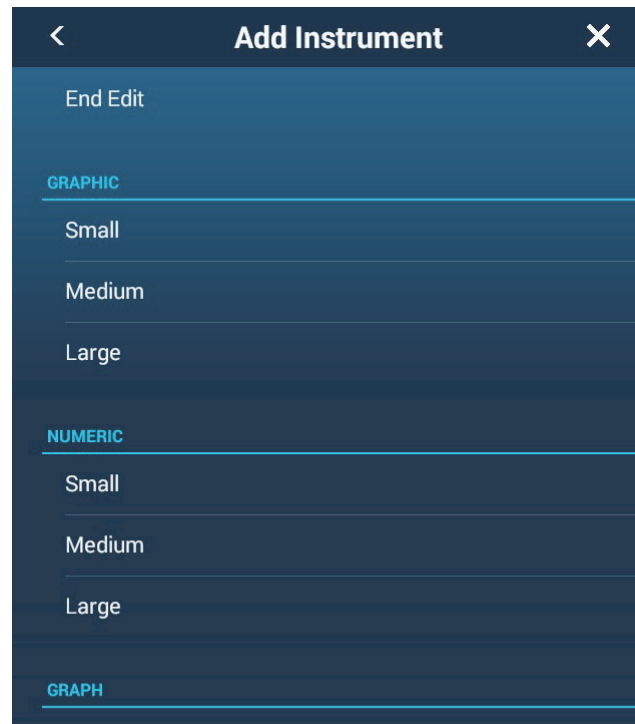 Add Instrument
End Edit
GRAPHIC
Small
Medium
Large
NUMERIC
Small
Medium
Large
GRAPH